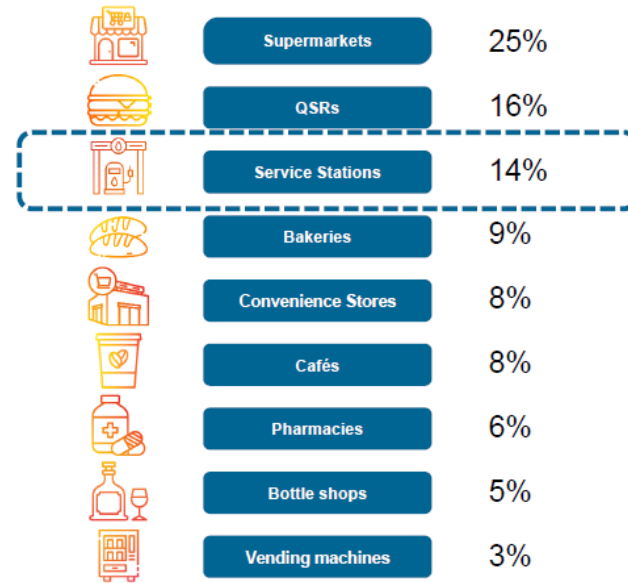 Supermarkets 25%
QSRs 16%
Service Stations 14%
Bakeries 9%
Convenience Stores 8%
Cafés 8%
Pharmacies 6%
Bottle shops 5%
Vending machines 3%